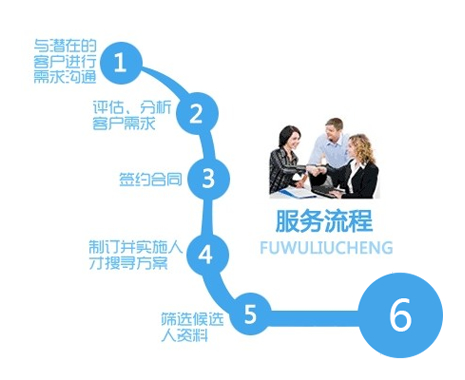 与潜在的
客户进行
需求沟通
1
评估、分析
客户需求
2
签约合同
3
服务流程
FUWULIUCHENG
制订并实施人
才搜寻方案
4
筛选候选
人资料
5
6